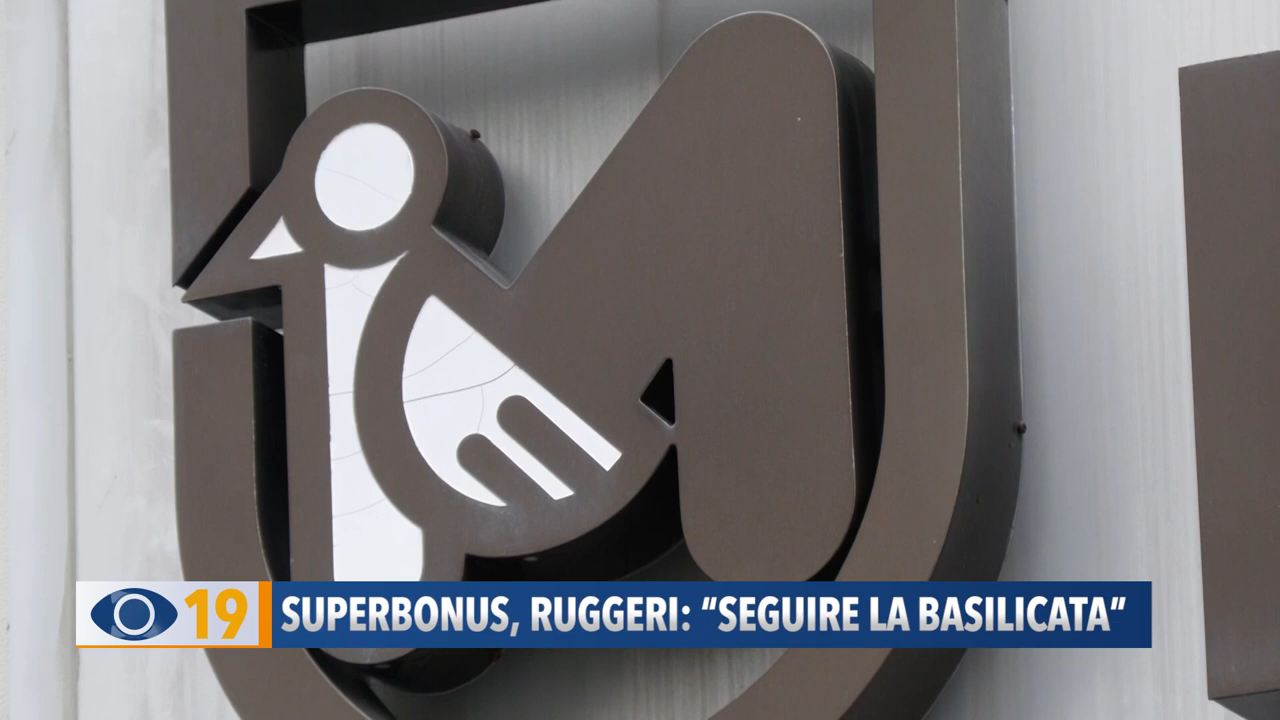 19 SUPERBONUS, RUGGERI: “SEGUIRE LA BASILICATA”